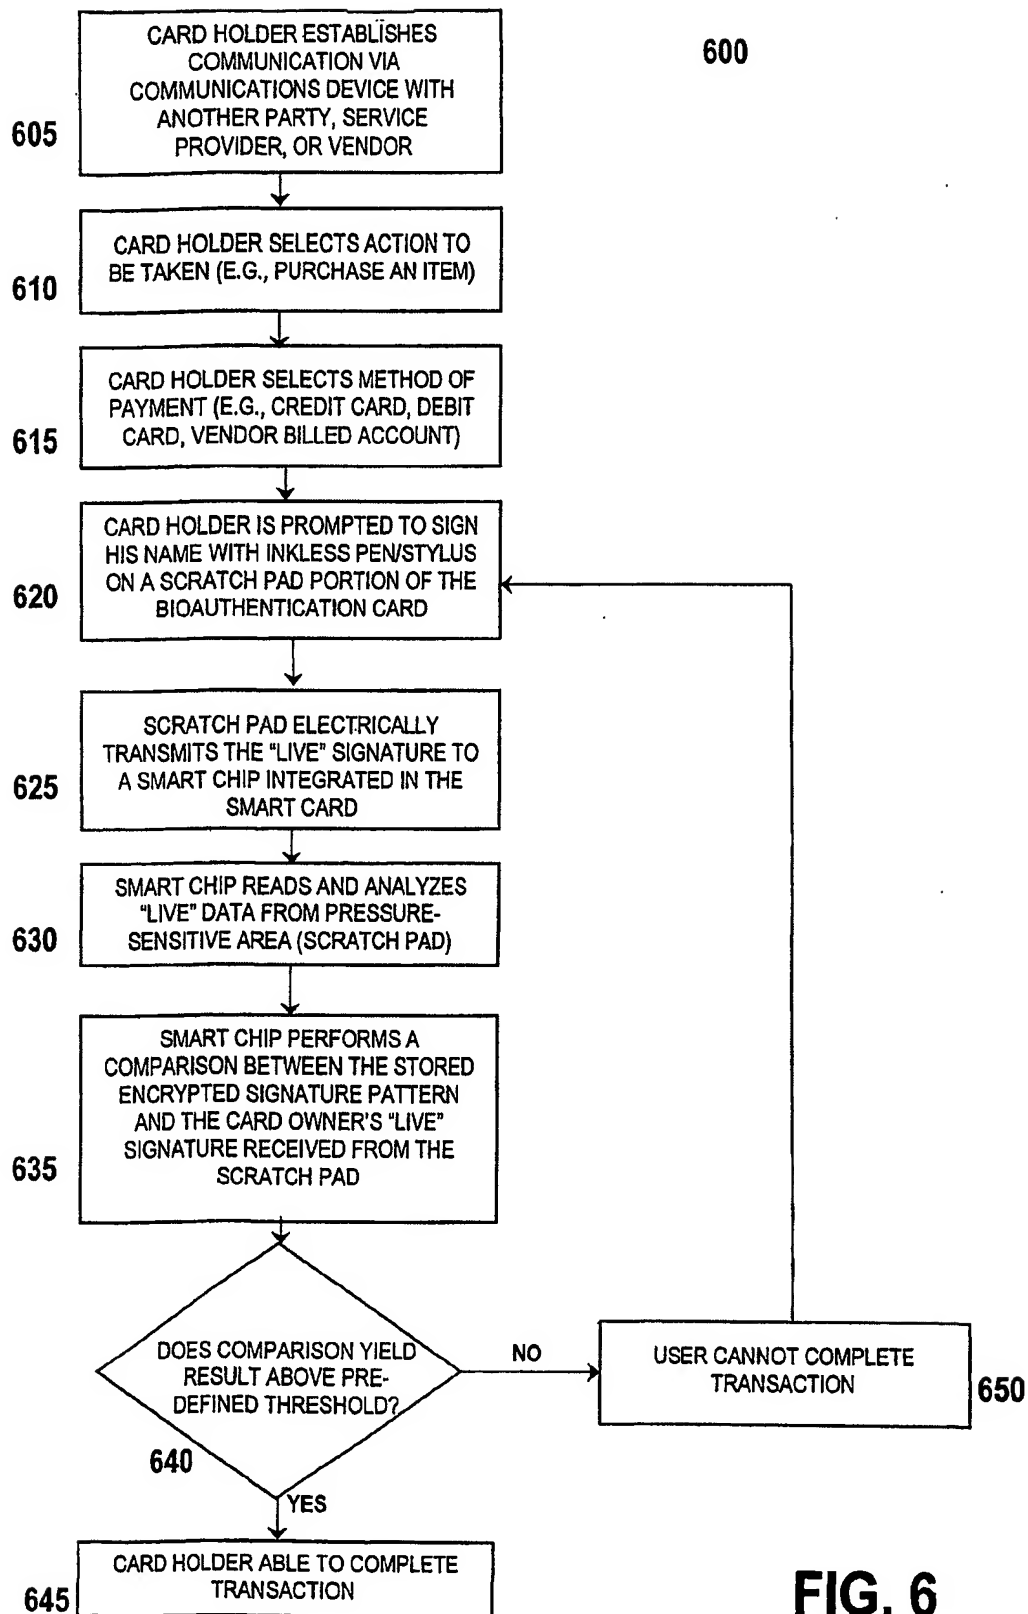 CARD HOLDER ESTABLISHES
COMMUNICATION VIA
COMMUNICATIONS DEVICE WITH
ANOTHER PARTY, SERVICE
PROVIDER, OR VENDOR
600
605
CARD HOLDER SELECTS ACTION TO
BE TAKEN (E.G., PURCHASE AN ITEM)
610
CARD HOLDER SELECTS METHOD OF
PAYMENT (E.G., CREDIT CARD, DEBIT
CARD, VENDOR BILLED ACCOUNT)
615
CARD HOLDER IS PROMPTED TO SIGN
HIS NAME WITH INKLESS PEN/STYLUS
ON A SCRATCH PAD PORTION OF THE
BIOAUTHENTICATION CARD
620
SCRATCH PAD ELECTRICALLY
TRANSMITS THE "LIVE" SIGNATURE TO
A SMART CHIP INTEGRATED IN THE
SMART CARD
625
SMART CHIP READS AND ANALYZES
"LIVE" DATA FROM PRESSURE-
SENSITIVE AREA (SCRATCH PAD)
630
SMART CHIP PERFORMS A
COMPARISON BETWEEN THE STORED
ENCRYPTED SIGNATURE PATTERN
AND THE CARD OWNER'S "LIVE"
SIGNATURE RECEIVED FROM THE
SCRATCH PAD
635
DOES COMPARISON YIELD
RESULT ABOVE PRE-
DEFINED THRESHOLD?
640
NO
USER CANNOT COMPLETE
TRANSACTION
650
YES
CARD HOLDER ABLE TO COMPLETE
TRANSACTION
645
FIG. 6